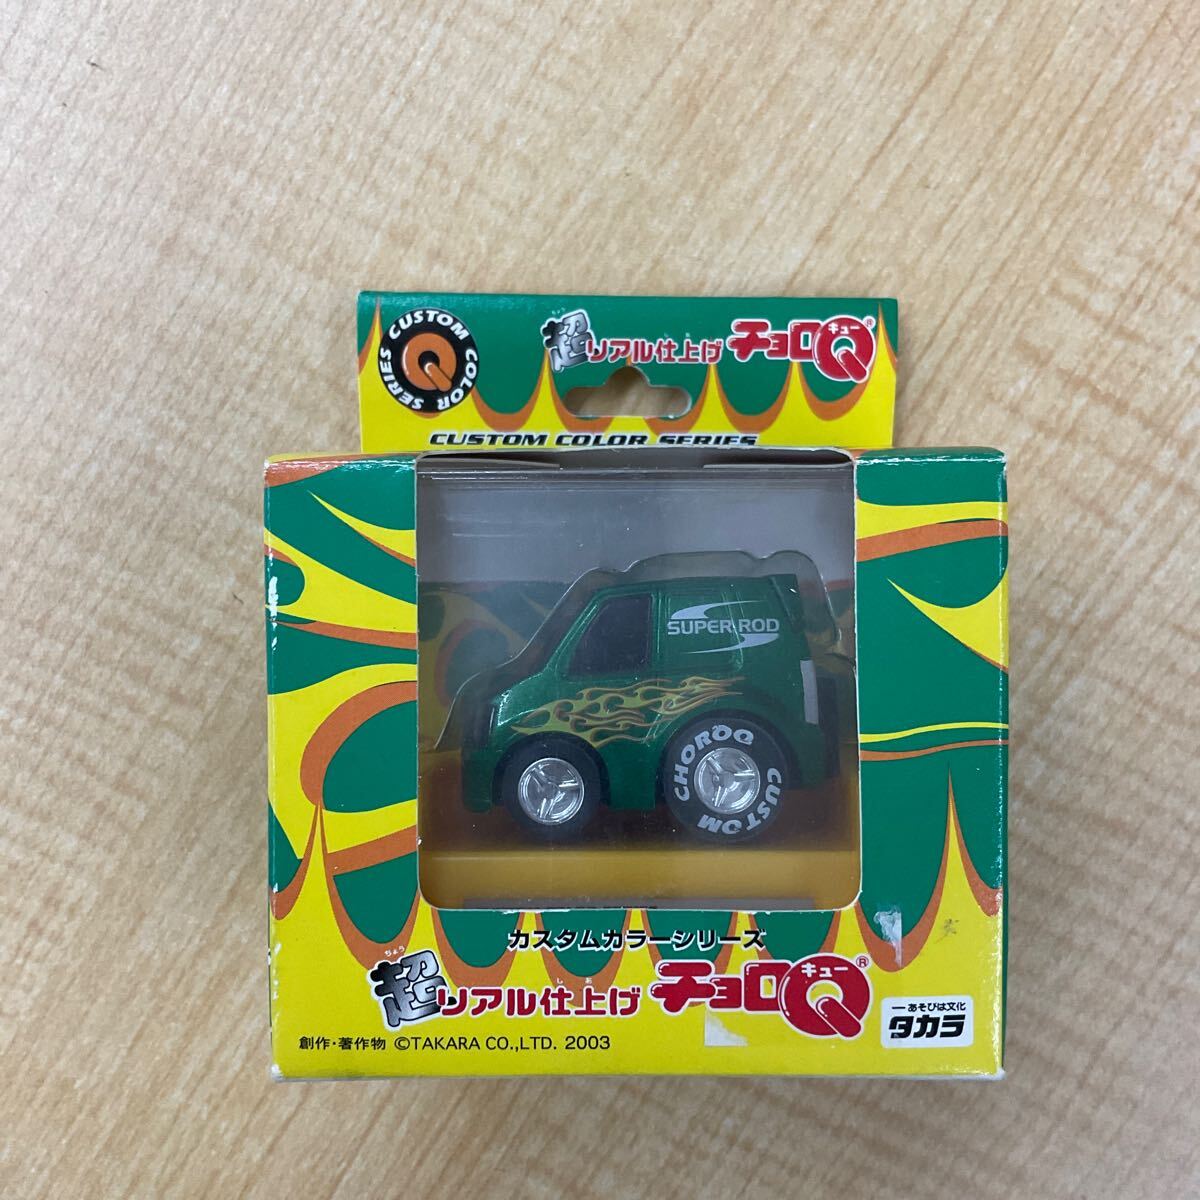 CUSTOM COLOR SERIES Q
超リアル仕上げ チョロQ キュー ®
CUSTOM COLOR SERIES
SUPER-ROD
CHOROQ CUSTOM
カスタムカラーシリーズ
ちょう しあ
超リアル仕上げ チョロQ キュー ®
あそびは文化
タカラ
創作・著作物 ©TAKARA CO.,LTD. 2003